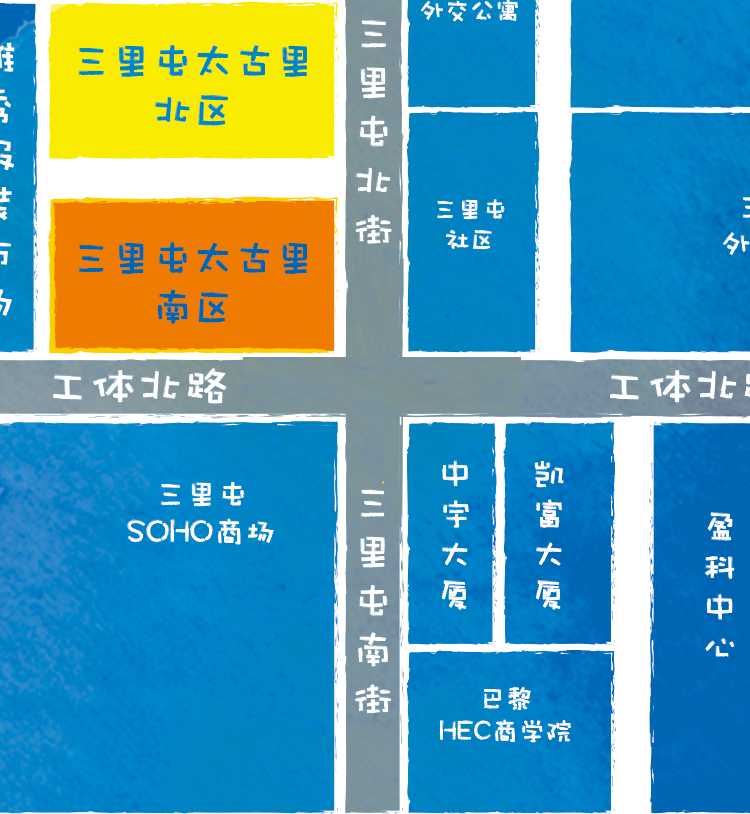 外交公寓
三里屯太古里
北区
三里屯北街
三里屯
社区
三里屯太古里
南区
工体北路
工体北路
三里屯
SOHO商场
三里屯南街
中宇大厦
凯富大厦
盈科中心
巴黎
HEC商学院